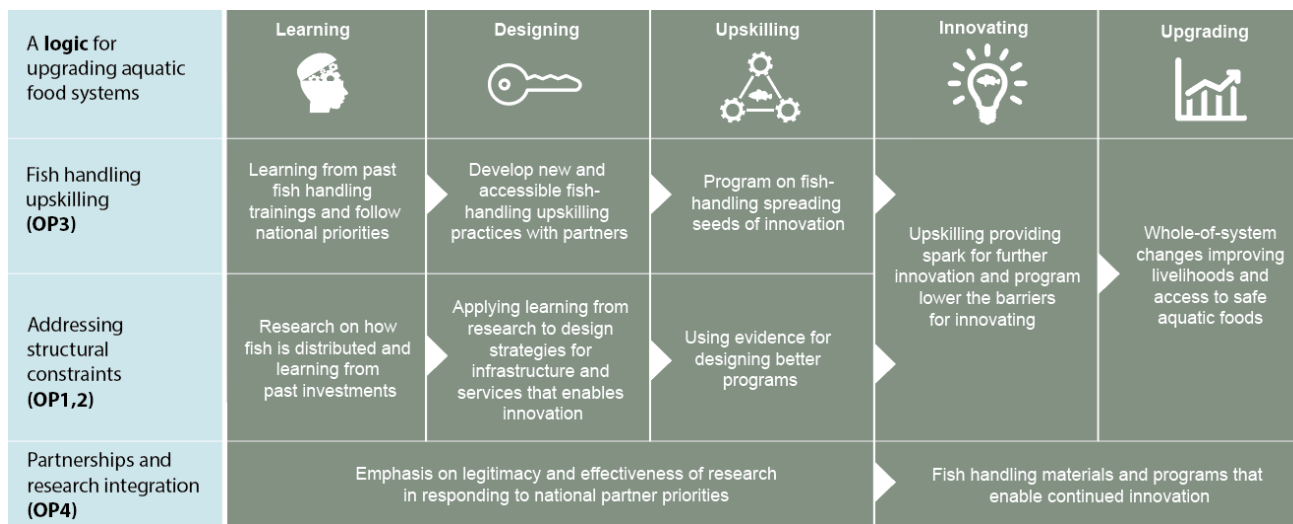 A logic for
upgrading aquatic
food systems
Learning
Designing
Upskilling
Innovating
Upgrading
Fish handling
upskilling
(OP3)
Learning from past
fish handling
trainings and follow
national priorities
Develop new and
accessible fish-
handling upskilling
practices with partners
Program on fish-
handling spreading
seeds of innovation
Upskilling providing
spark for further
innovation and program
lower the barriers
for innovating
Whole-of-system
changes improving
livelihoods and
access to safe
aquatic foods
Addressing
structural
constraints
(OP1,2)
Research on how
fish is distributed and
learning from
past investments
Applying learning from
research to design
strategies for
infrastructure and
services that enables
innovation
Using evidence for
designing better
programs
Partnerships and
research integration
(OP4)
Emphasis on legitimacy and effectiveness of research
in responding to national partner priorities
Fish handling materials and programs that
enable continued innovation